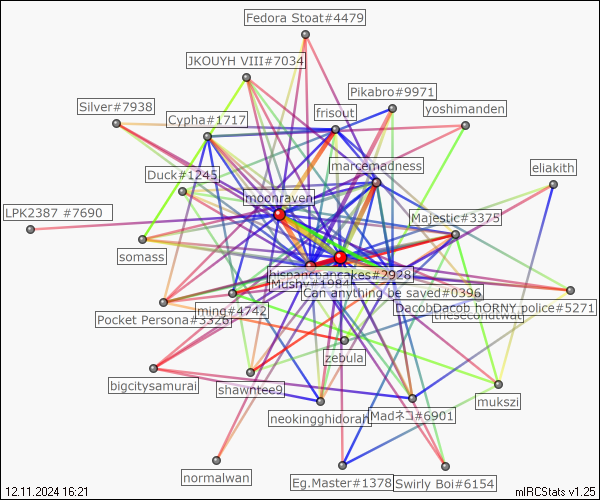 Fedora Stoat#4479
JKOUYH VIII#7034
Pikabro#9971
Silver#7938
yoshimanden
frisout
Cypha#1717
marcemadness
eliakith
Duck#1245
moonraven
LPK2387 #7690
Majestic#3375
somass
hispancpancakes#2928
Mushy#1984
Can anything be saved#0396
DacobDacob hORNY police#5271
ming#4742
thesecondtwat
Pocket Persona#3326
zebula
bigcitysamurai
shawntee9
mukszi
neokingghidorah
Madネコ#6901
normalwan
Eg.Master#1378
Swirly Boi#6154
12.11.2024 16:21
mIRCStats v1.25